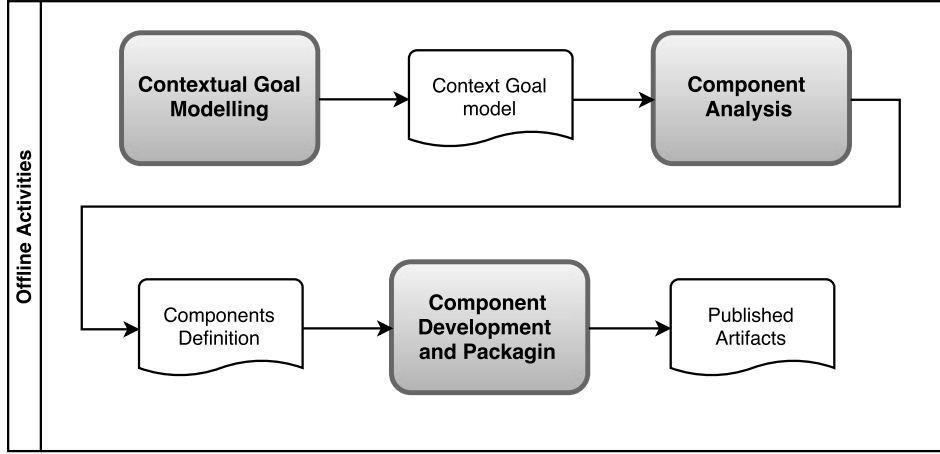 Offline Activities
Contextual Goal
Modelling
Context Goal
model
Component
Analysis
Components
Definition
Component
Development
and Packagin
Published
Artifacts